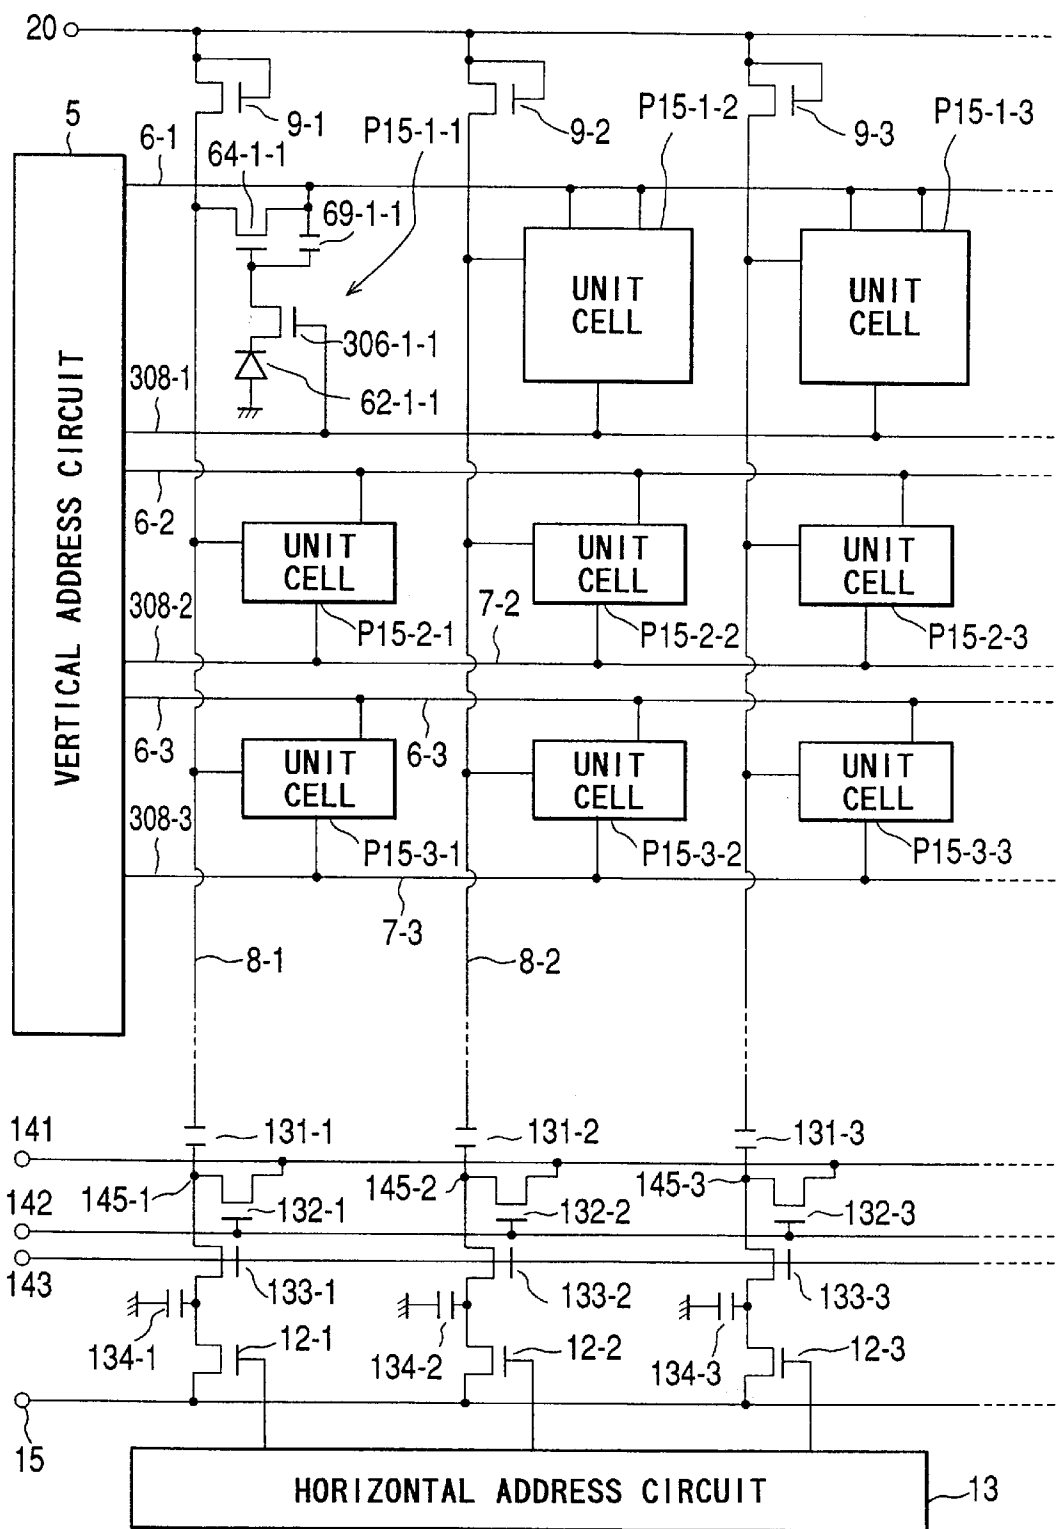 20
5
9-1
P15-1-1
9-2
P15-1-2
9-3
P15-1-3
6-1
64-1-1
69-1-1
UNIT
CELL
UNIT
CELL
306-1-1
308-1
62-1-1
VERTICAL ADDRESS CIRCUIT
6-2
UNIT
CELL
UNIT
CELL
UNIT
CELL
308-2
P15-2-1
7-2
P15-2-2
P15-2-3
6-3
6-3
UNIT
CELL
UNIT
CELL
UNIT
CELL
308-3
P15-3-1
P15-3-2
P15-3-3
7-3
8-1
8-2
141
131-1
131-2
131-3
145-1
145-2
145-3
142
132-1
132-2
132-3
143
133-1
133-2
133-3
134-1
12-1
134-2
12-2
134-3
12-3
15
HORIZONTAL ADDRESS CIRCUIT
13